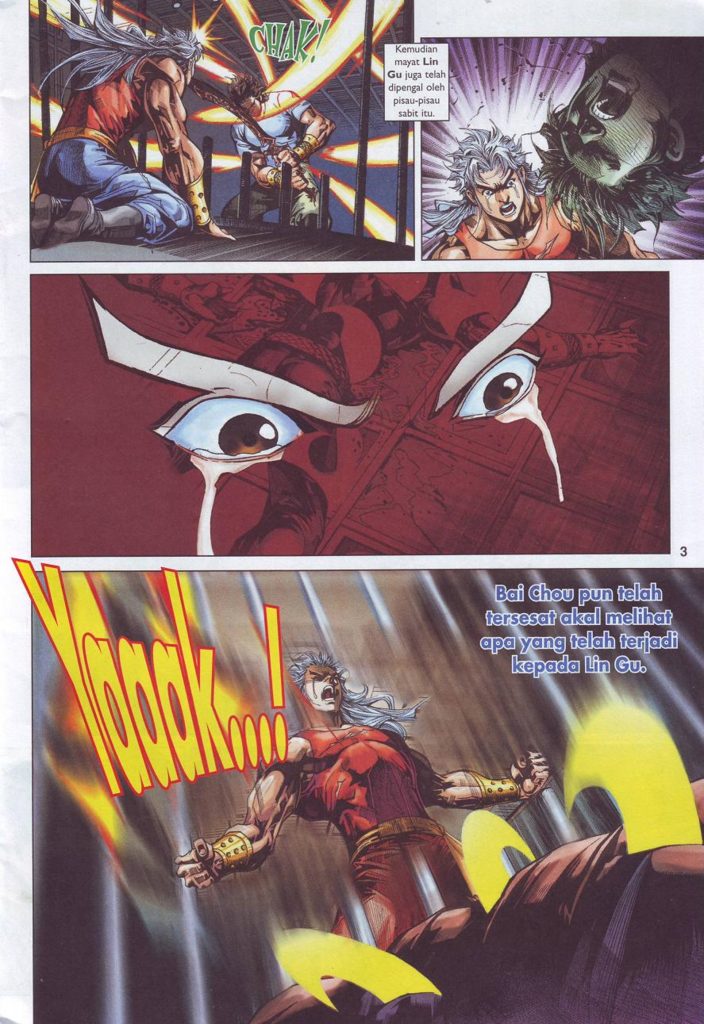 CHAK!
Kemudian
mayat Lin
Gu juga telah
dipengal oleh
pisau-pisau
sabit itu.
3
Yaaak....!
Bai Chou pun telah
tersesat akal melihat
apa yang telah terjadi
kepada Lin Gu.